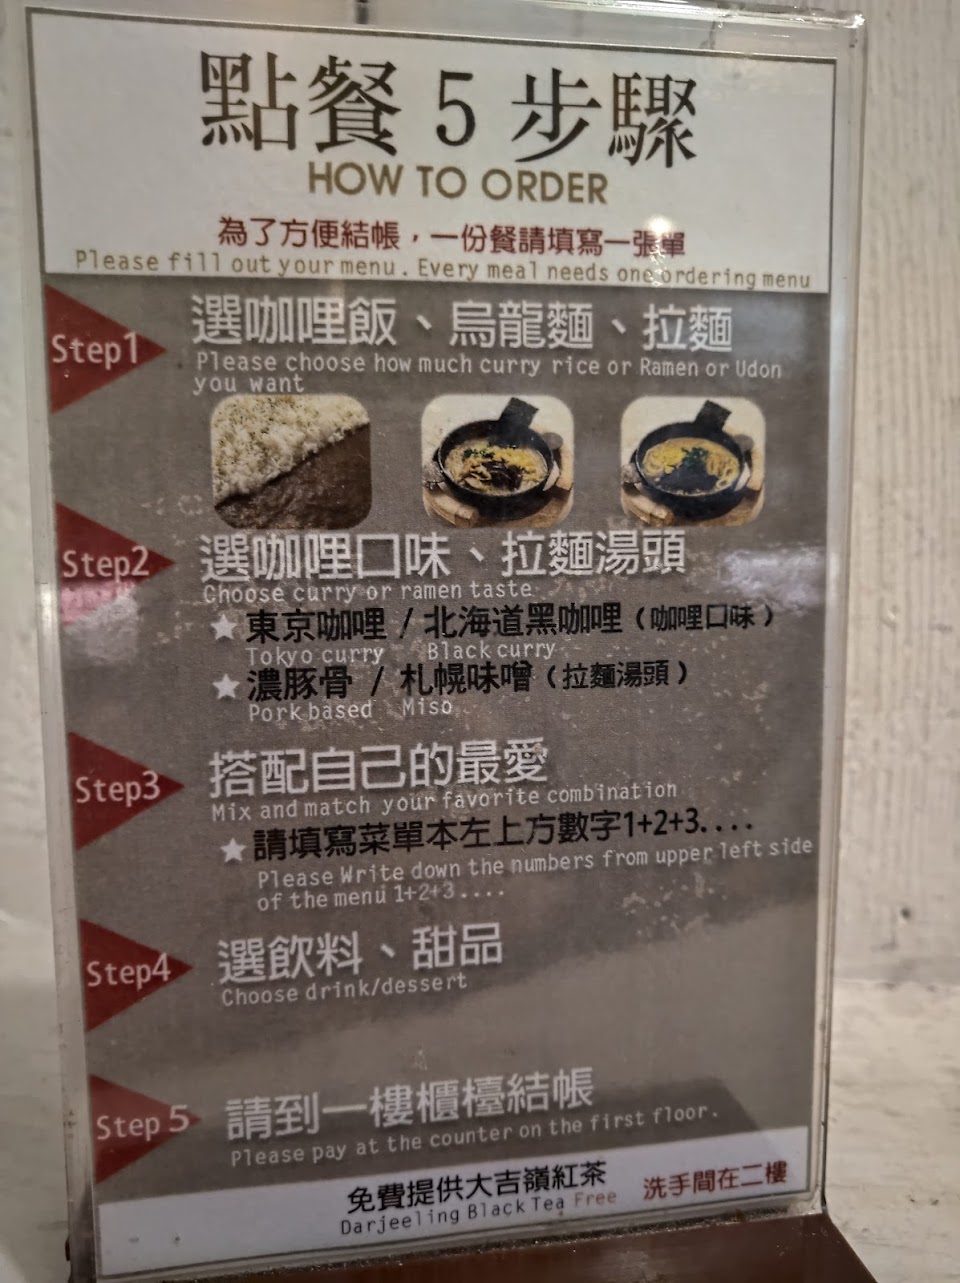 點餐5步驟
HOW TO ORDER
為了方便結帳，一份餐請填寫一張單
Please fill out your menu. Every meal needs one ordering menu
Step1
選咖哩飯、烏龍麵、拉麵
Please choose how much curry rice or Ramen or Udon
you want
Step2
選咖哩口味、拉麵湯頭
Choose curry or ramen taste
★東京咖哩 / 北海道黑咖哩（咖哩口味）
Tokyo curry Black curry
★濃豚骨 / 札幌味噌（拉麵湯頭）
Pork based Miso
Step3
搭配自己的最愛
Mix and match your favorite combination
★請填寫菜單本左上方數字1+2+3....
Please Write down the numbers from upper left side
of the menu 1+2+3....
Step4
選飲料、甜品
Choose drink/dessert
Step 5
請到一樓櫃檯結帳
Please pay at the counter on the first floor.
免費提供大吉嶺紅茶 洗手間在二樓
Darjeeling Black Tea Free